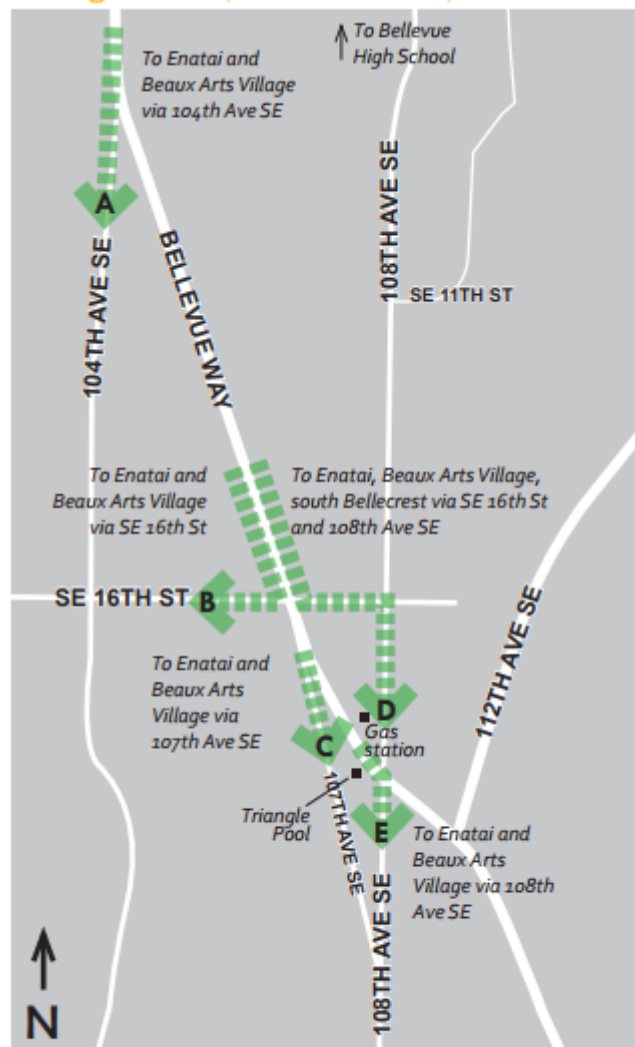 To Enatai and
Beaux Arts Village
via 104th Ave SE
To Bellevue
High School
A
104TH AVE SE
BELLEVUE WAY
108TH AVE SE
SE 11TH ST
To Enatai and
Beaux Arts Village
via SE 16th St
To Enatai, Beaux Arts Village,
south Bellecrest via SE 16th St
and 108th Ave SE
SE 16TH ST
B
112TH AVE SE
To Enatai and
Beaux Arts
Village via
107th Ave SE
C
D
Gas
station
Triangle
Pool
107TH AVE SE
E
To Enatai and
Beaux Arts
Village via 108th
Ave SE
108TH AVE SE
N